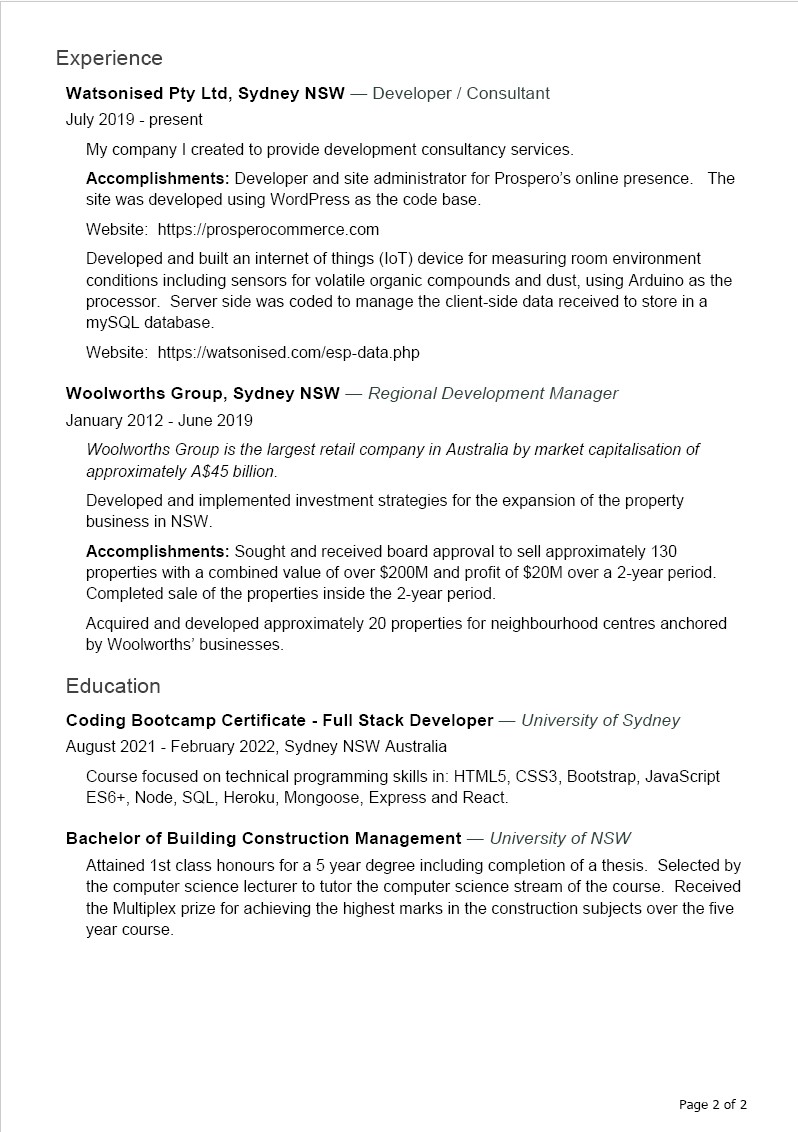 Experience
Watsonised Pty Ltd, Sydney NSW — Developer / Consultant
July 2019 - present
My company I created to provide development consultancy services.
Accomplishments: Developer and site administrator for Prospero’s online presence.   The
site was developed using WordPress as the code base.
Website:  https://prosperocommerce.com
Developed and built an internet of things (IoT) device for measuring room environment
conditions including sensors for volatile organic compounds and dust, using Arduino as the
processor.  Server side was coded to manage the client-side data received to store in a
mySQL database.
Website:  https://watsonised.com/esp-data.php
Woolworths Group, Sydney NSW — Regional Development Manager
January 2012 - June 2019
Woolworths Group is the largest retail company in Australia by market capitalisation of
approximately A$45 billion.
Developed and implemented investment strategies for the expansion of the property
business in NSW.
Accomplishments: Sought and received board approval to sell approximately 130
properties with a combined value of over $200M and profit of $20M over a 2-year period.
Completed sale of the properties inside the 2-year period.
Acquired and developed approximately 20 properties for neighbourhood centres anchored
by Woolworths’ businesses.
Education
Coding Bootcamp Certificate - Full Stack Developer — University of Sydney
August 2021 - February 2022, Sydney NSW Australia
Course focused on technical programming skills in: HTML5, CSS3, Bootstrap, JavaScript
ES6+, Node, SQL, Heroku, Mongoose, Express and React.
Bachelor of Building Construction Management — University of NSW
Attained 1st class honours for a 5 year degree including completion of a thesis.  Selected by
the computer science lecturer to tutor the computer science stream of the course.  Received
the Multiplex prize for achieving the highest marks in the construction subjects over the five
year course.
Page 2 of 2